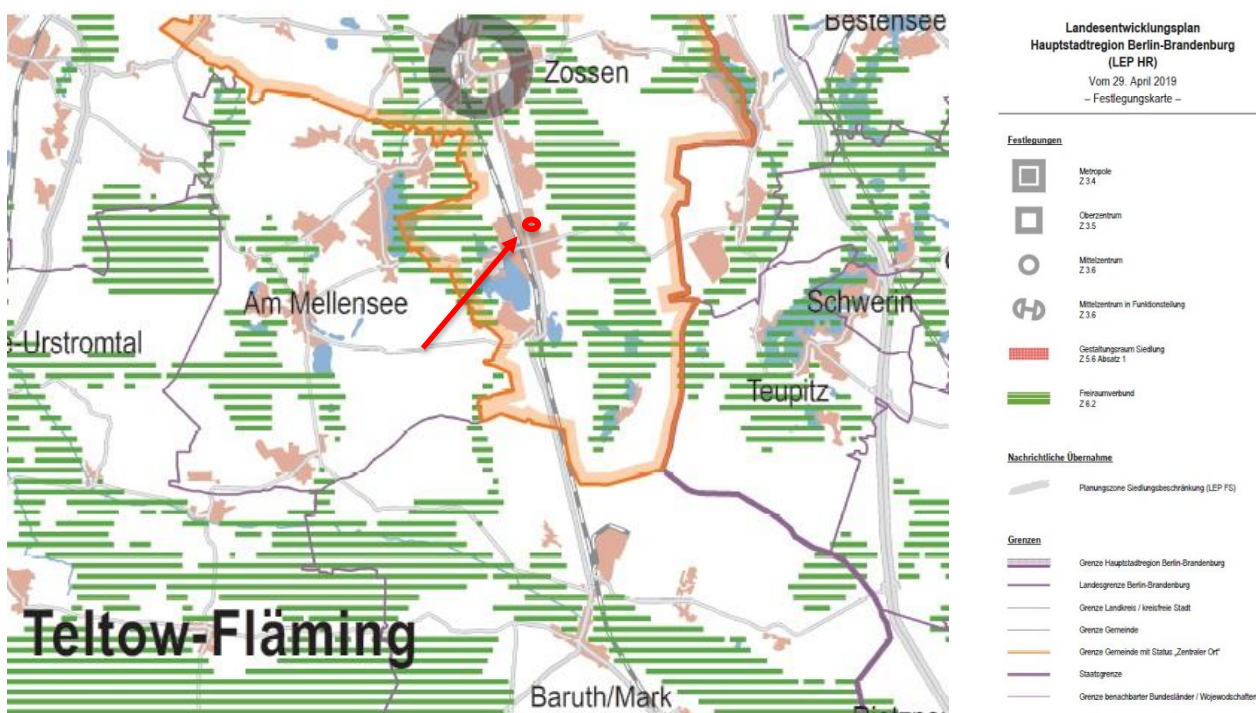 Bestensee
Zossen
Am Mellensee
Schwerin
-Urstromtal
Teupitz
Teltow-Fläming
Baruth/Mark
Landesentwicklungsplan
Hauptstadtregion Berlin-Brandenburg
(LEP HR)
Vom 29. April 2019
– Festlegungskarte –
Festlegungen
Metropole
Z 3.4
Oberzentrum
Z 3.5
Mittelzentrum
Z 3.6
Mittelzentrum in Funktionsteilung
Z 3.6
Gestaltungsraum Siedlung
Z 5.6 Absatz 1
Freiraumverbund
Z 6.2
Nachrichtliche Übernahme
Planungszone Siedlungsbeschränkung (LEP FS)
Grenzen
Grenze Hauptstadtregion Berlin-Brandenburg
Landesgrenze Berlin-Brandenburg
Grenze Landkreis / kreisfreie Stadt
Grenze Gemeinde
Grenze Gemeinde mit Status „Zentraler Ort“
Staatsgrenze
Grenze benachbarter Bundesländer / Wojewodschaften